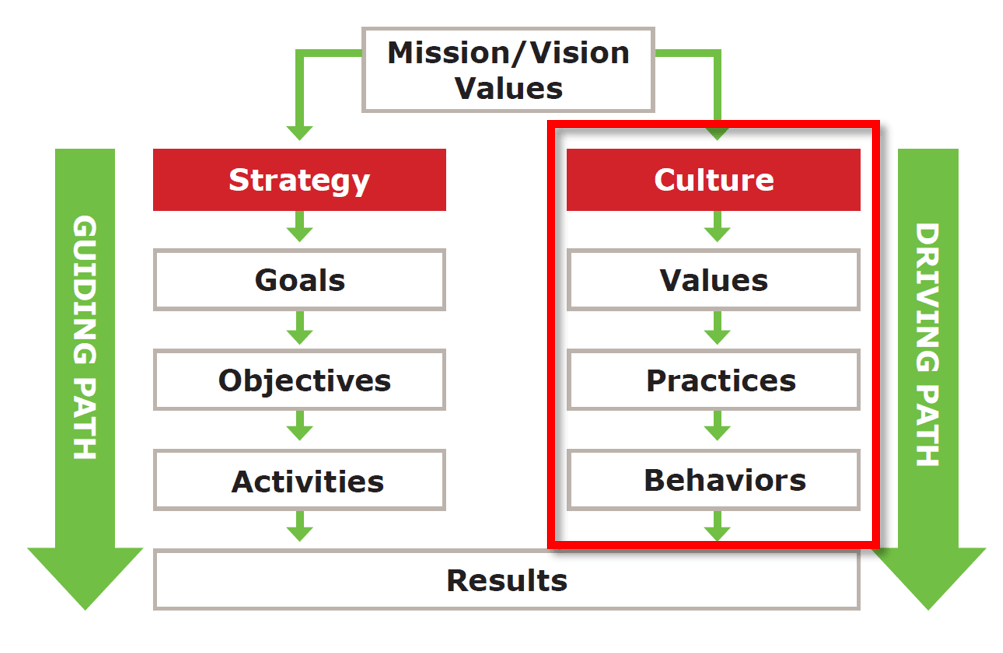 Mission/Vision
Values
Strategy
Culture
GUIDING PATH
Goals
Values
DRIVING PATH
Objectives
Practices
Activities
Behaviors
Results